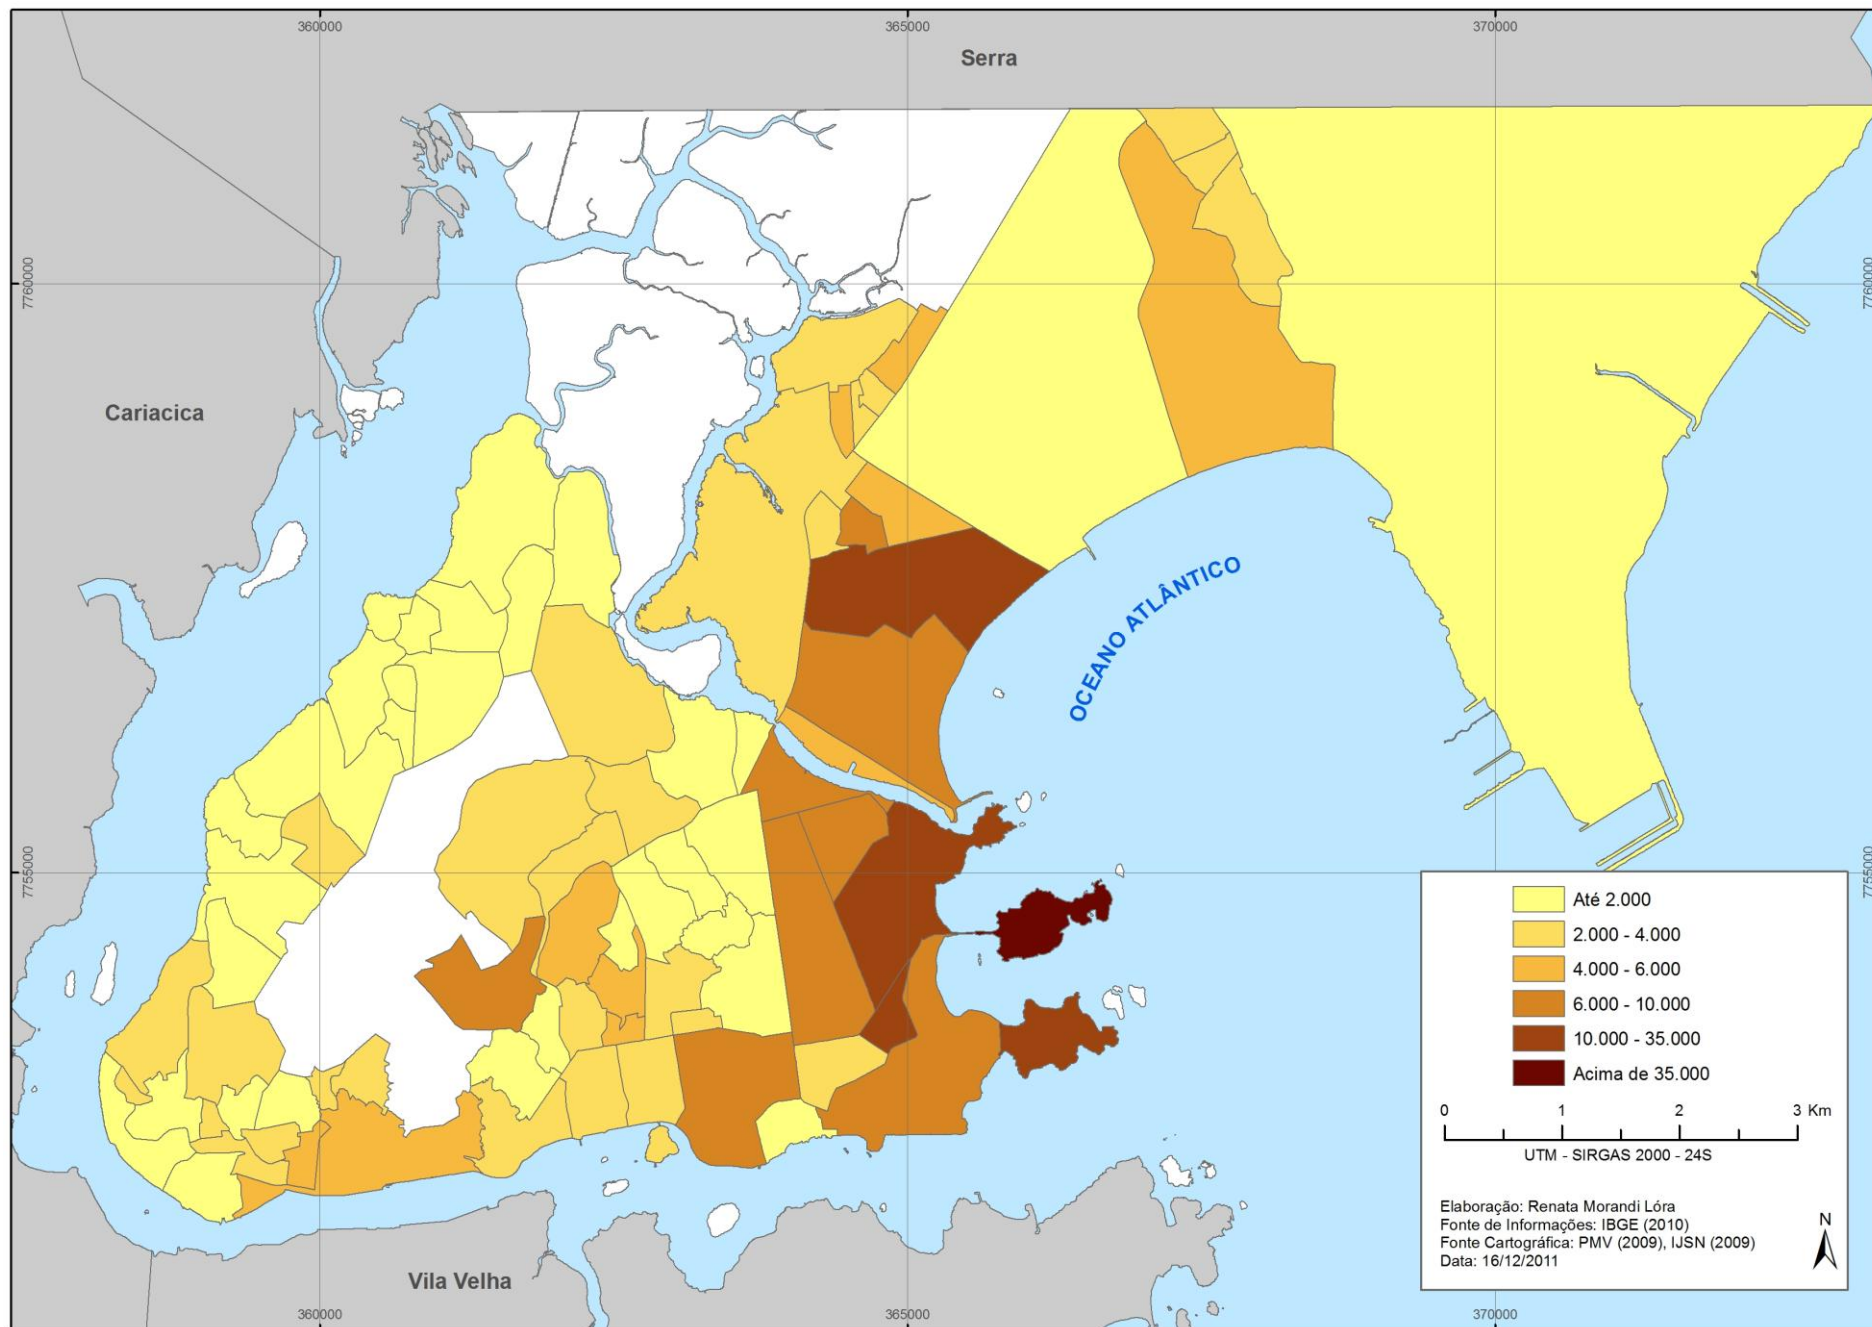 360000
365000
370000
Serra
7760000
7760000
Cariacica
OCEANO ATLÂNTICO
7755000
7755000
Até 2.000
2.000 - 4.000
4.000 - 6.000
6.000 - 10.000
10.000 - 35.000
Acima de 35.000
0 1 2 3 Km
UTM - SIRGAS 2000 - 24S
Elaboração: Renata Morandi Lóra
Fonte de Informações: IBGE (2010)
Fonte Cartográfica: PMV (2009), IJSN (2009)
Data: 16/12/2011
N
Vila Velha
360000
365000
370000